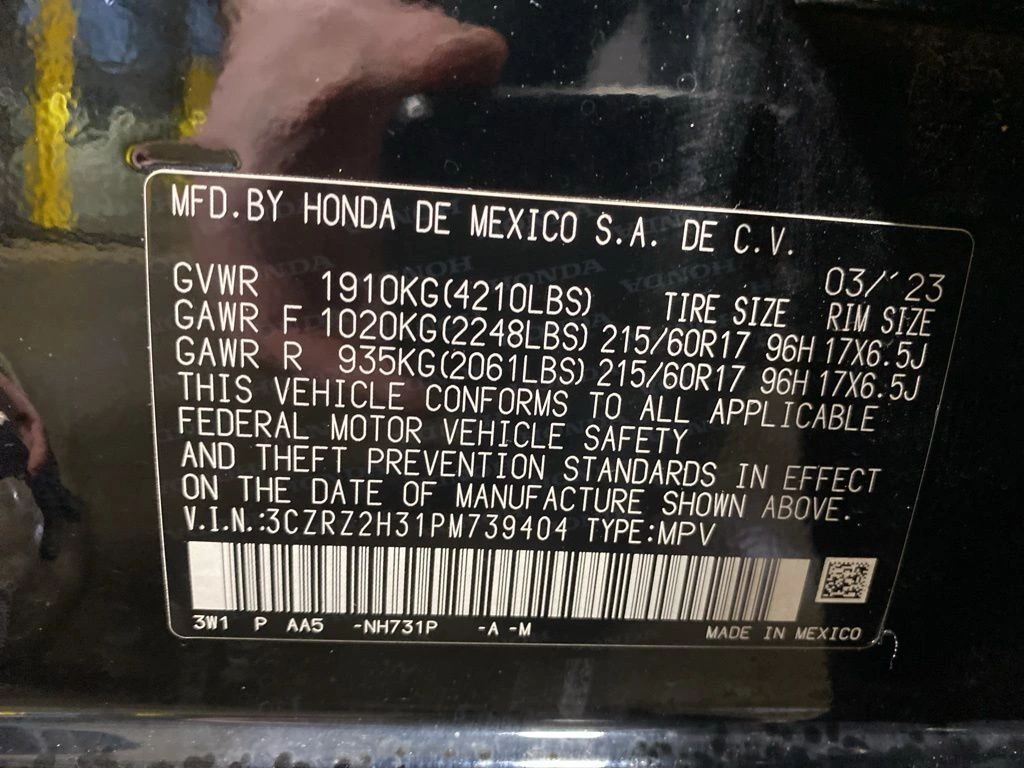 MFD.BY HONDA DE MEXICO S.A. DE C.V.
03/'23
GVWR 1910KG(4210LBS) TIRE SIZE RIM SIZE
GAWR F 1020KG(2248LBS) 215/60R17 96H 17X6.5J
GAWR R 935KG(2061LBS) 215/60R17 96H 17X6.5J
THIS VEHICLE CONFORMS TO ALL APPLICABLE
FEDERAL MOTOR VEHICLE SAFETY
AND THEFT PREVENTION STANDARDS IN EFFECT
ON THE DATE OF MANUFACTURE SHOWN ABOVE.
V.I.N.:3CZRZ2H31PM739404 TYPE:MPV
3W1 P AA5 -NH731P -A -M MADE IN MEXICO